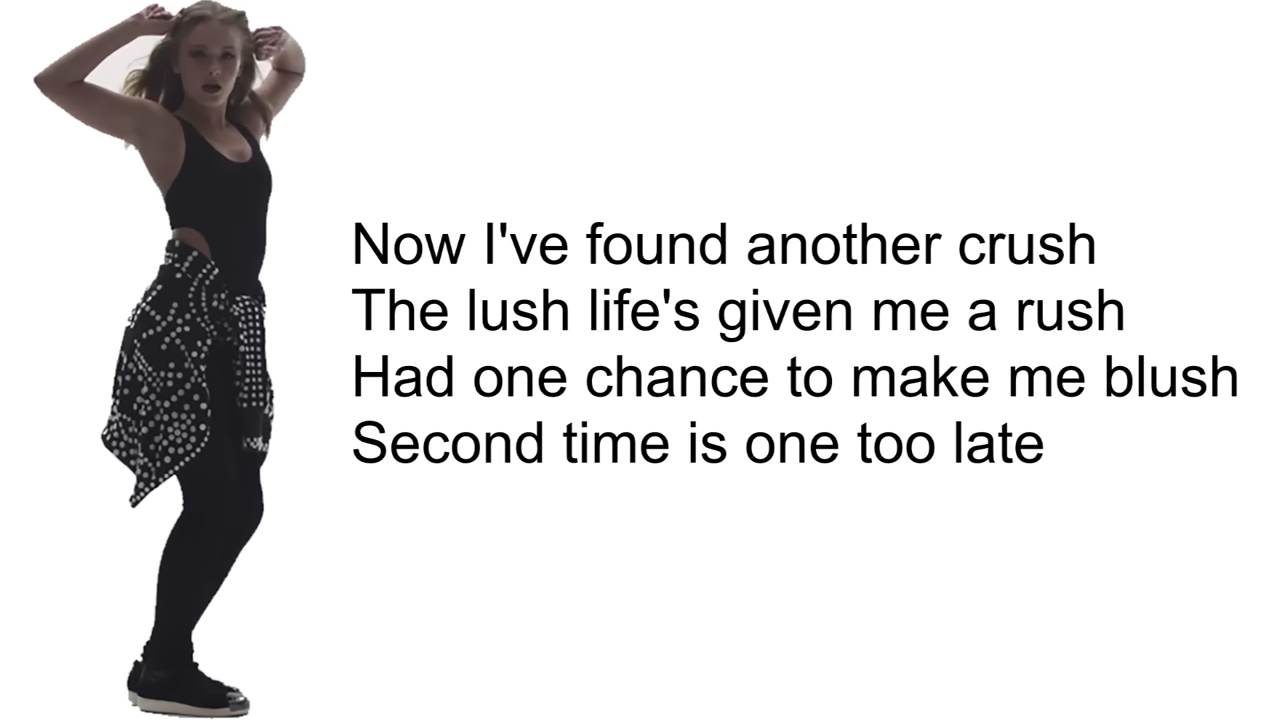 Now I've found another crush
The lush life's given me a rush
Had one chance to make me blush
Second time is one too late